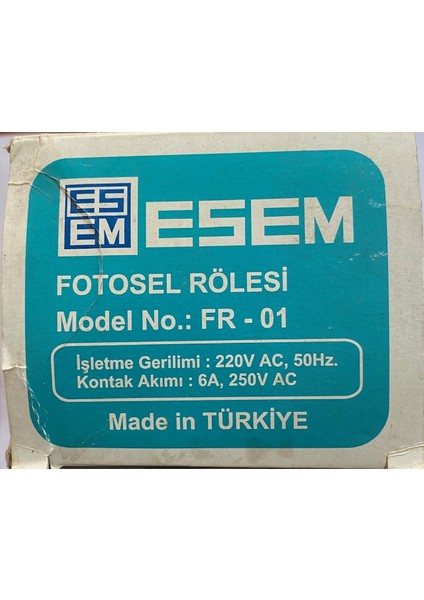 ES
EM
ESEM
FOTOSEL RÖLESİ
Model No.: FR - 01
İşletme Gerilimi : 220V AC, 50Hz.
Kontak Akımı : 6A, 250V AC
Made in TÜRKİYE